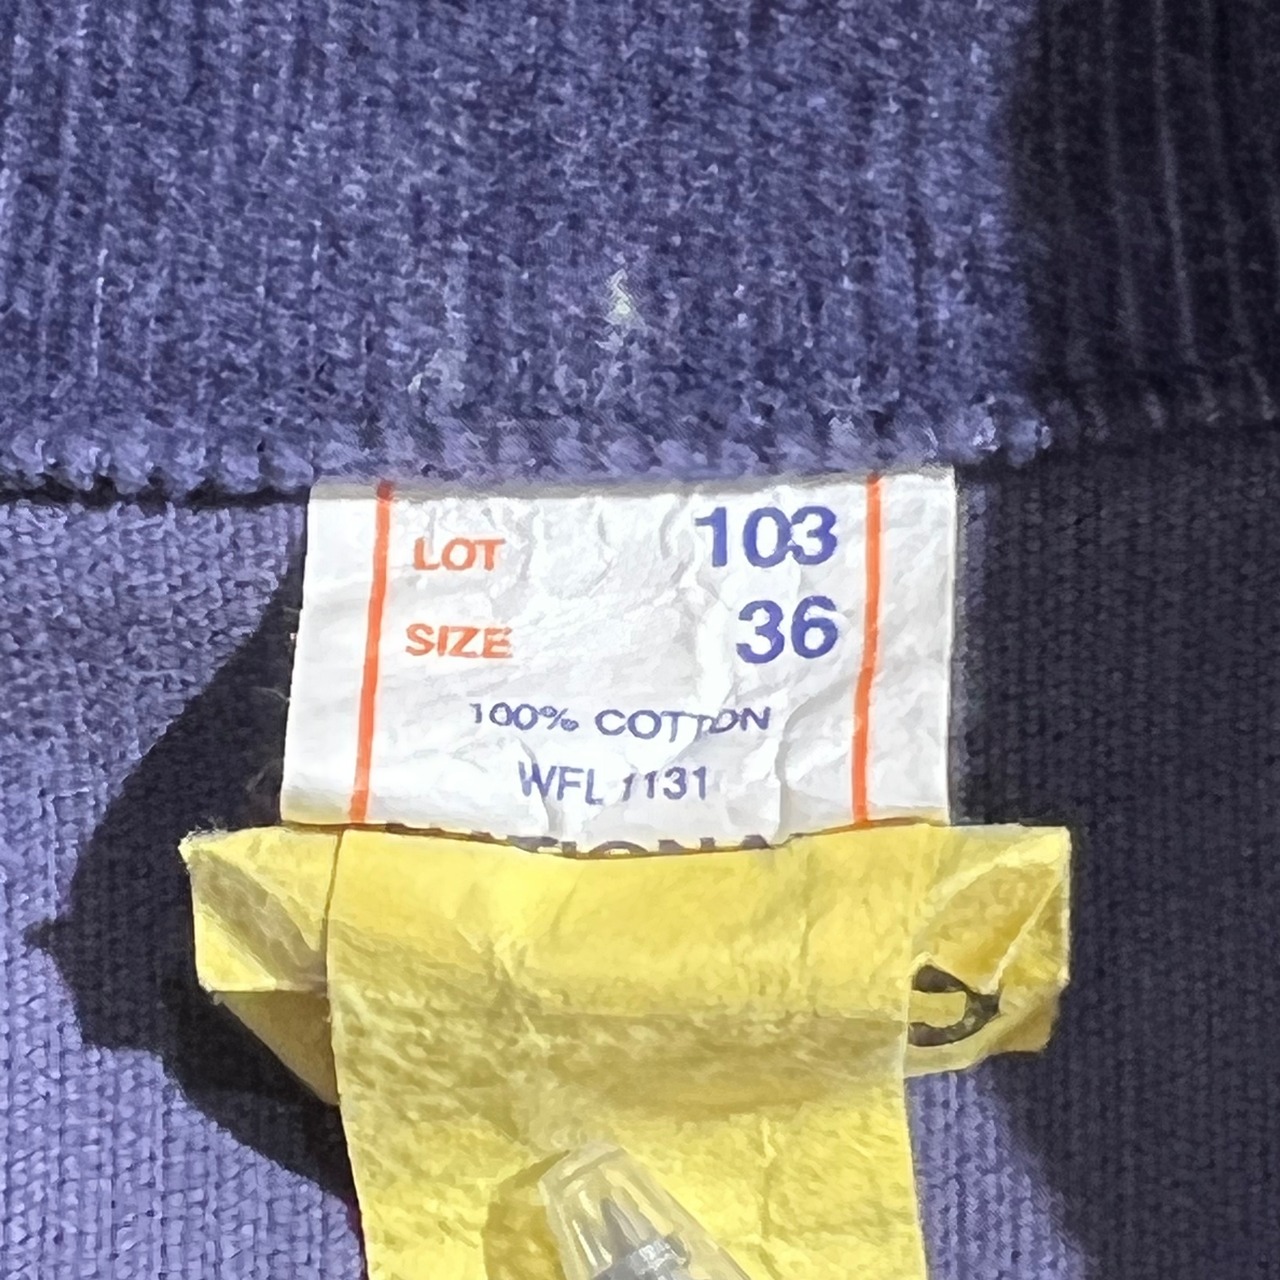 LOT 103
SIZE 36
100% COTTON
WFL 1131